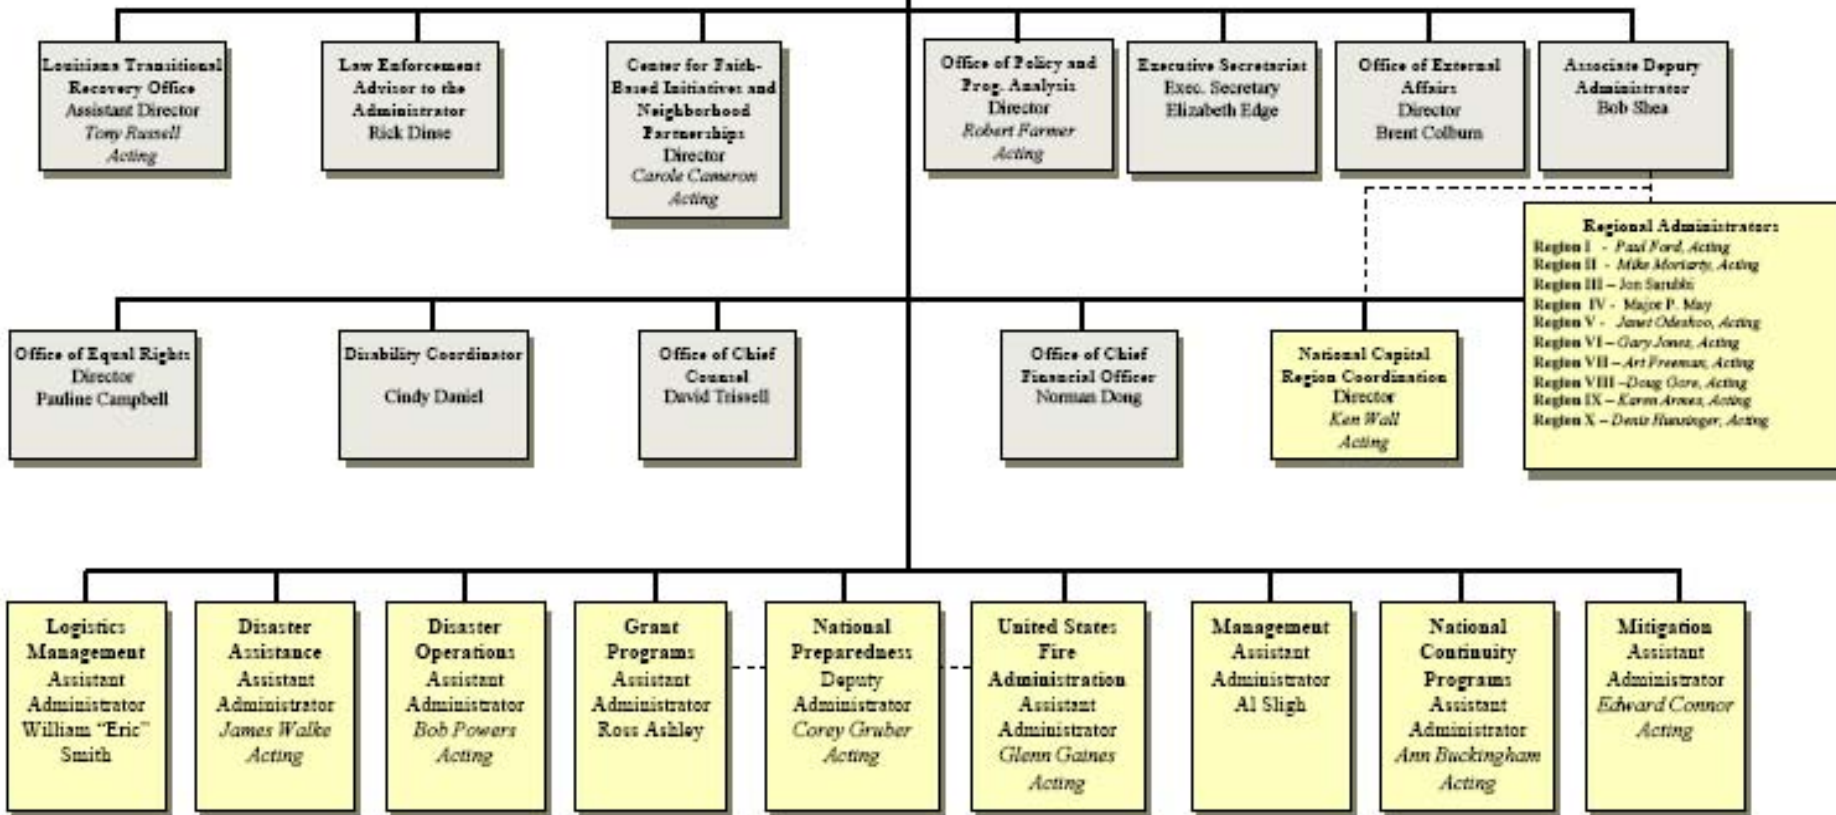 Louisiana Transitional
Recovery Office
Assistant Director
Tony Russell
Acting
Law Enforcement
Advisor to the
Administrator
Rick Dinse
Center for Faith-
Based Initiatives and
Neighborhood
Partnerships
Director
Carole Cameron
Acting
Office of Policy and
Prog. Analysis
Director
Robert Farmer
Acting
Executive Secretariat
Exec. Secretary
Elizabeth Edge
Office of External
Affairs
Director
Brent Colburn
Associate Deputy
Administrator
Bob Shea
Regional Administrators
Region I - Paul Ford, Acting
Region II - Mike Moriarty, Acting
Region III – Jon Sarubbi
Region IV - Major P. May
Region V - Janet Odeshoo, Acting
Region VI – Gary Jones, Acting
Region VII – Art Freeman, Acting
Region VIII –Doug Gore, Acting
Region IX – Karen Armes, Acting
Region X – Denis Hunsinger, Acting
Office of Equal Rights
Director
Pauline Campbell
Disability Coordinator
Cindy Daniel
Office of Chief
Counsel
David Trissell
Office of Chief
Financial Officer
Norman Dong
National Capital
Region Coordination
Director
Ken Wall
Acting
Logistics
Management
Assistant
Administrator
William “Eric”
Smith
Disaster
Assistance
Assistant
Administrator
James Walke
Acting
Disaster
Operations
Assistant
Administrator
Bob Powers
Acting
Grant
Programs
Assistant
Administrator
Ross Ashley
National
Preparedness
Deputy
Administrator
Corey Gruber
Acting
United States
Fire
Administration
Assistant
Administrator
Glenn Gaines
Acting
Management
Assistant
Administrator
Al Sligh
National
Continuity
Programs
Assistant
Administrator
Ann Buckingham
Acting
Mitigation
Assistant
Administrator
Edward Connor
Acting